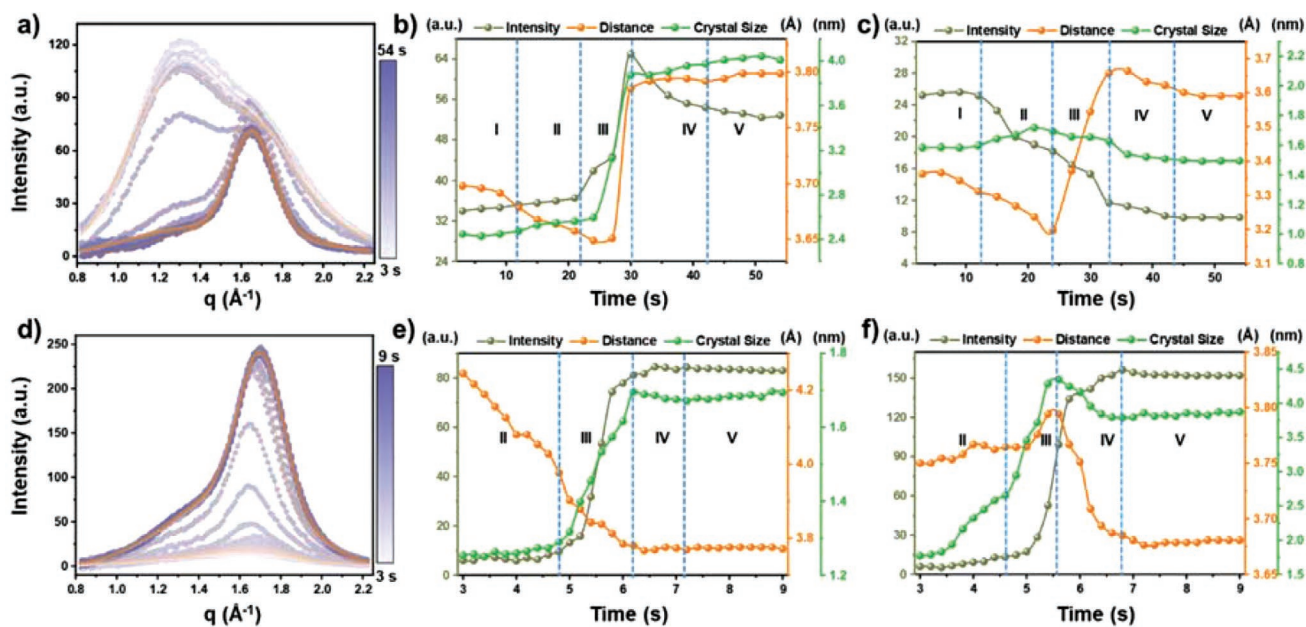 a)
Intensity (a.u.)
120
90
60
30
0
0.8 1.0 1.2 1.4 1.6 1.8 2.0 2.2
q (Å-1)
54 s
3 s
b)
(a.u.) (Å) (nm)
Intensity Distance Crystal Size
64
56
48
40
32
24
I II III IV V
10 20 30 40 50
Time (s)
3.80
3.75
3.70
3.65
4.0
3.6
3.2
2.8
2.4
c)
(a.u.) (Å) (nm)
Intensity Distance Crystal Size
32
28
24
20
16
12
8
4
I II III IV V
10 20 30 40 50
Time (s)
3.7
3.6
3.5
3.4
3.3
3.2
3.1
2.2
2.0
1.8
1.6
1.4
1.2
1.0
0.8
d)
Intensity (a.u.)
250
200
150
100
50
0
0.8 1.0 1.2 1.4 1.6 1.8 2.0 2.2
q (Å-1)
9 s
3 s
e)
(a.u.) (Å) (nm)
Intensity Distance Crystal Size
80
60
40
20
0
II III IV V
3 4 5 6 7 8 9
Time (s)
4.2
4.0
3.8
1.8
1.6
1.4
1.2
f)
(a.u.) (Å) (nm)
Intensity Distance Crystal Size
150
120
90
60
30
0
II III IV V
3 4 5 6 7 8 9
Time (s)
3.85
3.80
3.75
3.70
3.65
4.5
4.0
3.5
3.0
2.5
2.0
1.5